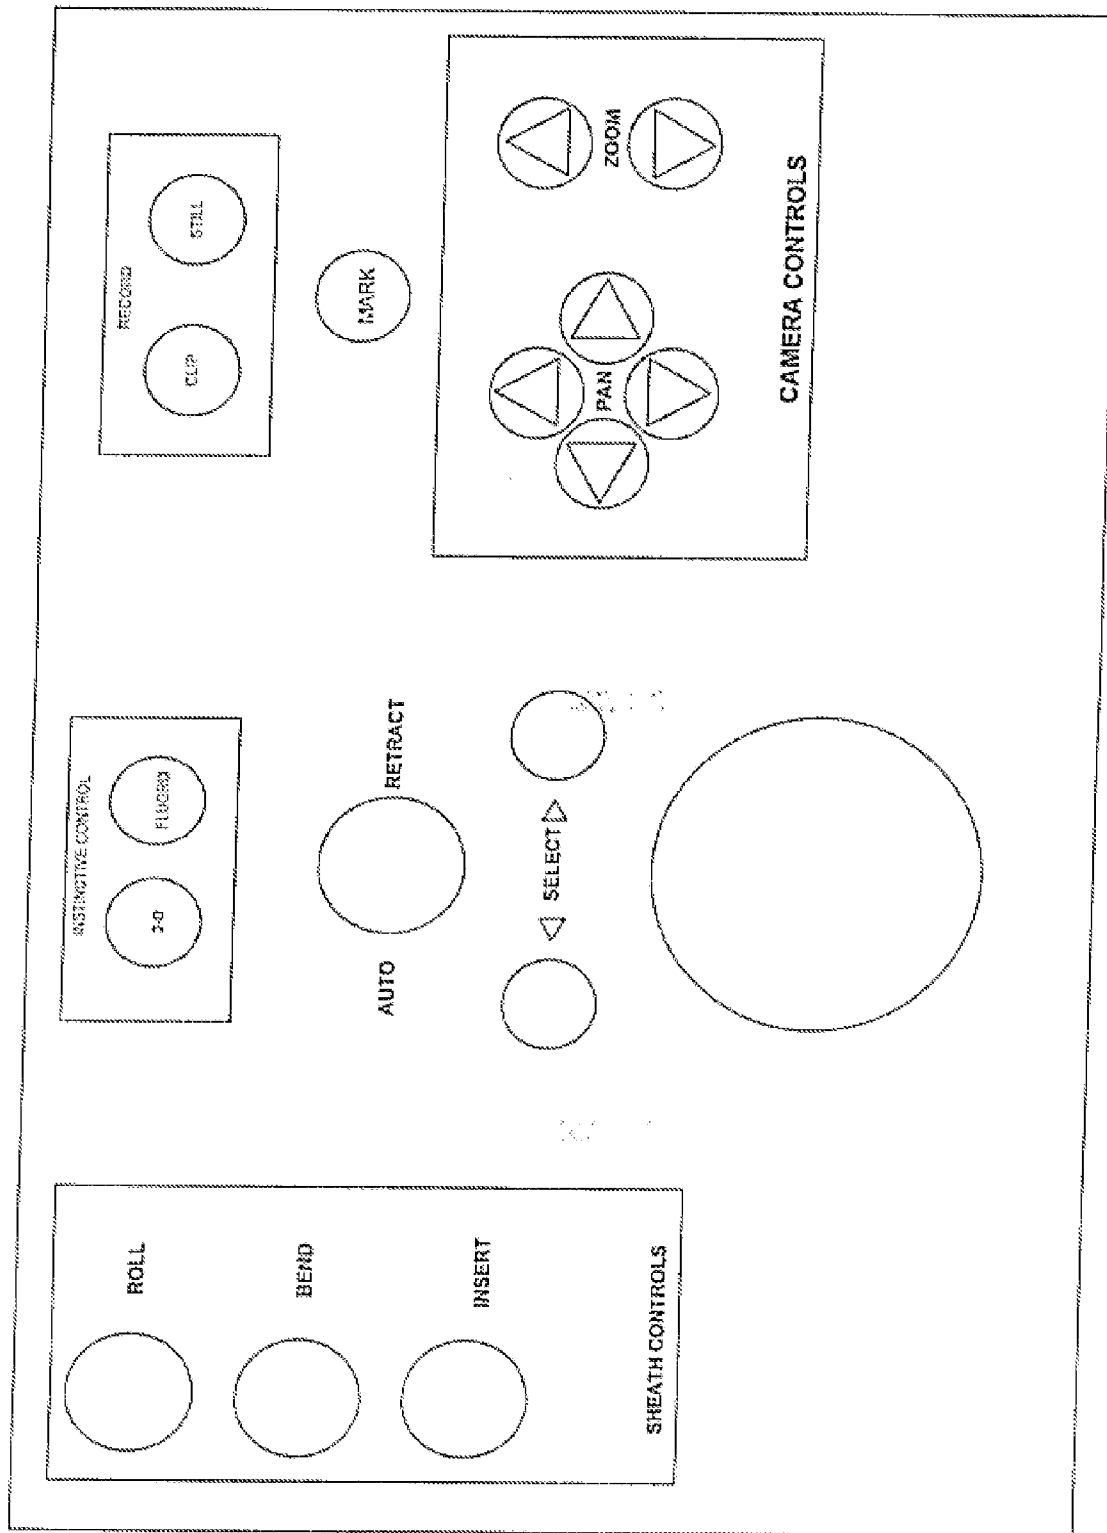 ROLL
BEND
INSERT
SHEATH CONTROLS
INSTINCTIVE CONTROL
FLUORO
AUTO
RETRACT
SELECT
RECORD
CLIP
STILL
MARK
PAN
ZOOM
CAMERA CONTROLS